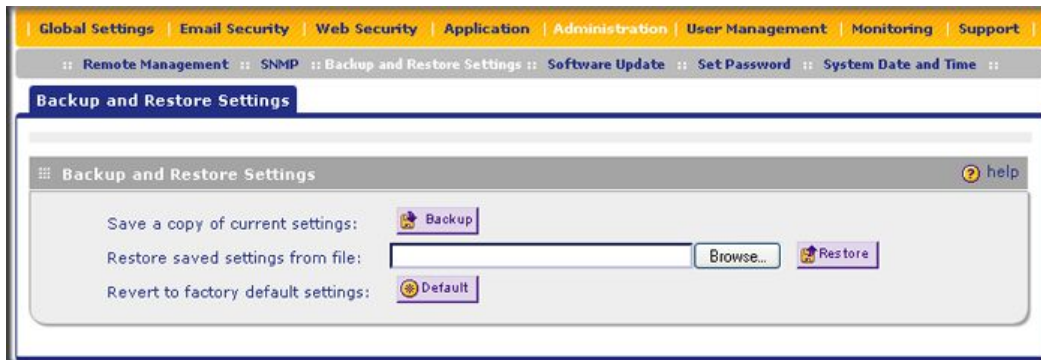 Global Settings | Email Security | Web Security | Application | Administration | User Management | Monitoring | Support |
:: Remote Management :: SNMP :: Backup and Restore Settings :: Software Update :: Set Password :: System Date and Time ::
Backup and Restore Settings
Backup and Restore Settings ? help
Save a copy of current settings: Backup
Restore saved settings from file: Browse... Restore
Revert to factory default settings: Default